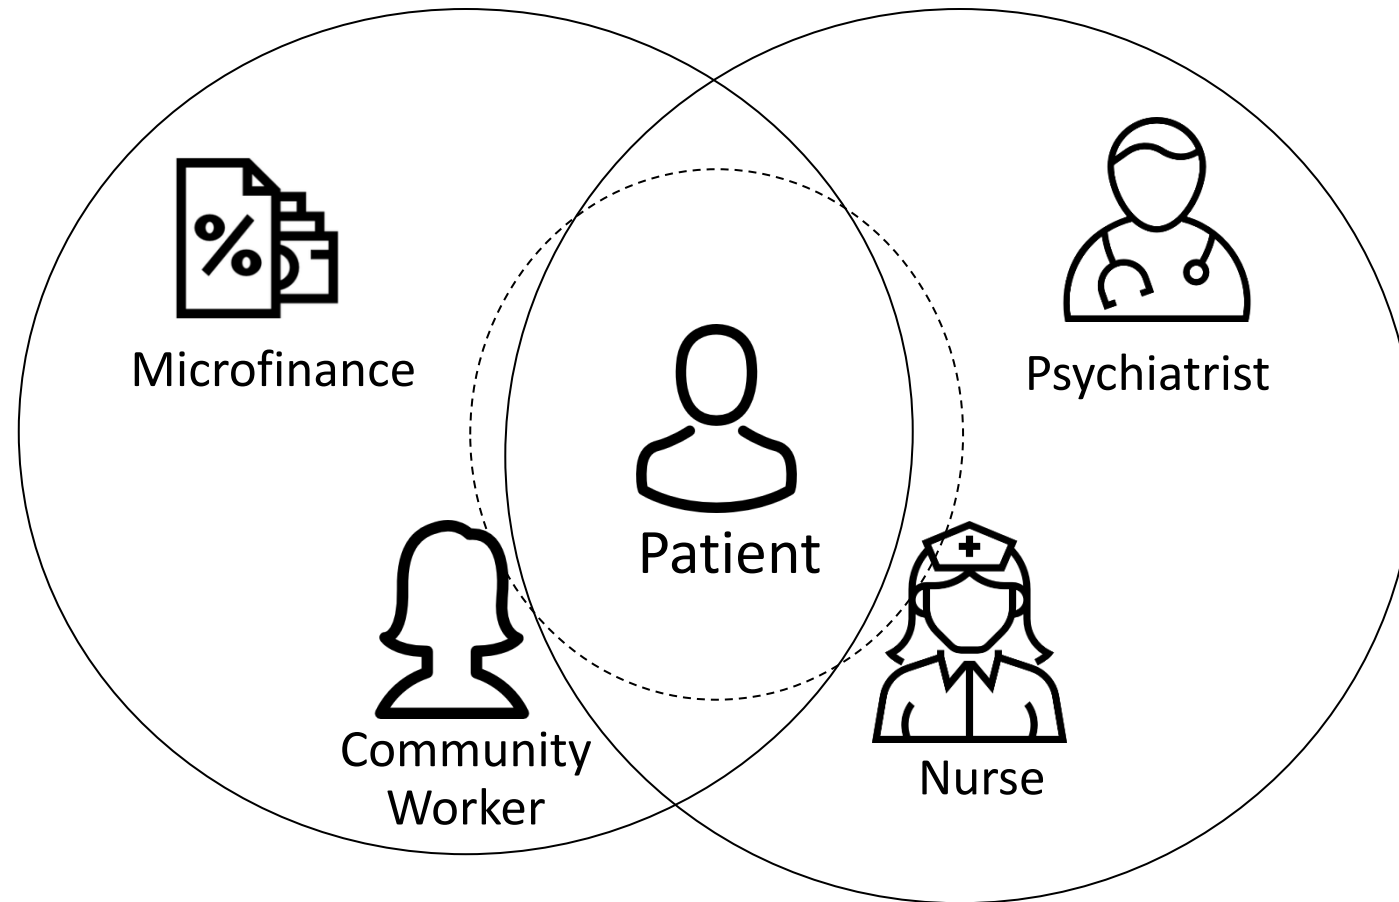 %
Microfinance
Psychiatrist
Patient
Community
Worker
Nurse